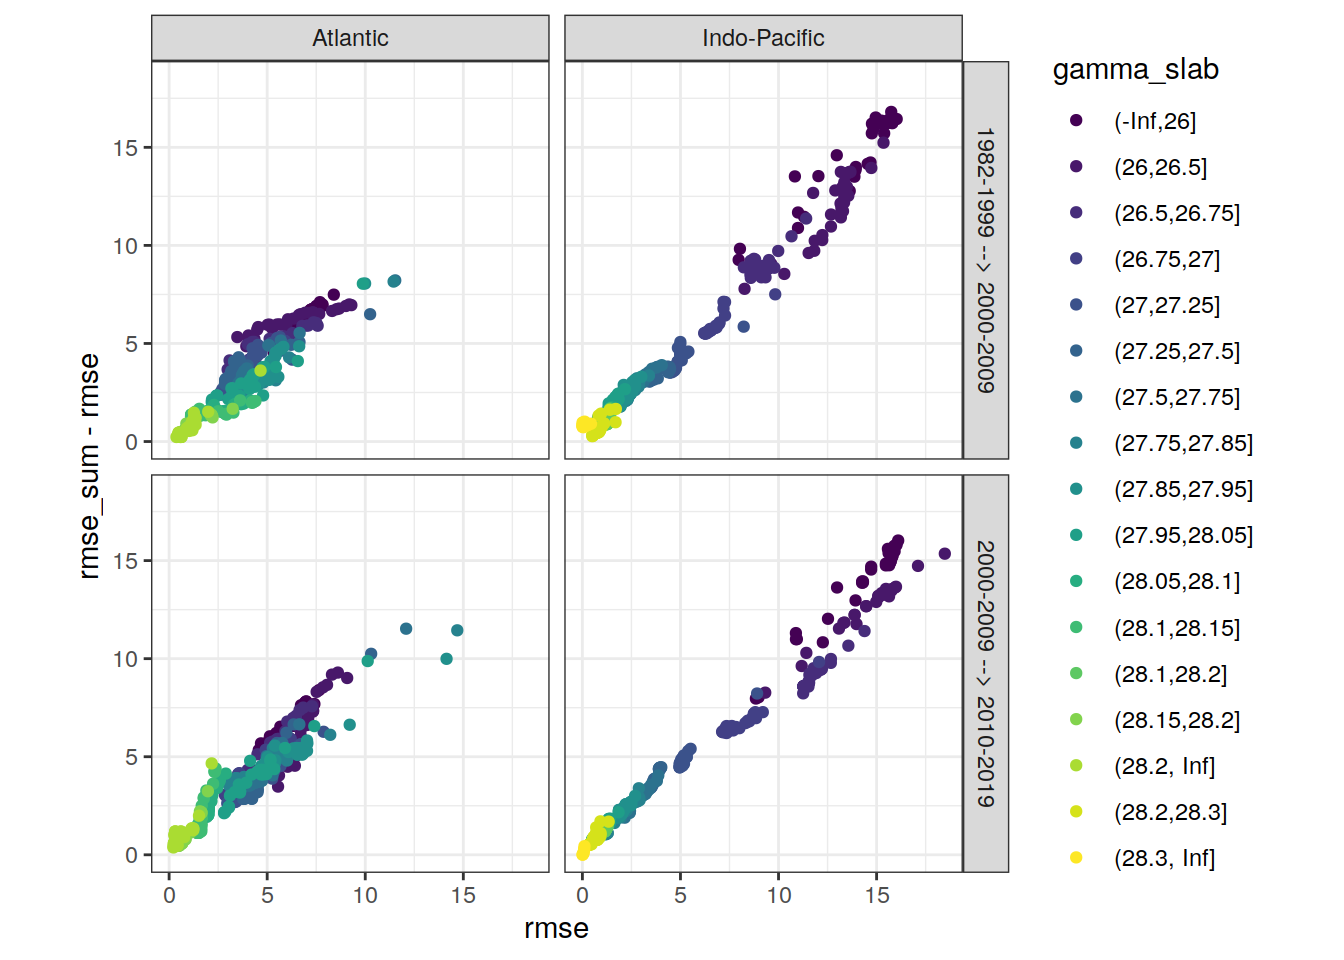 Atlantic
Indo-Pacific
gamma_slab
(-Inf,26]
(26,26.5]
(26.5,26.75]
(26.75,27]
(27,27.25]
(27.25,27.5]
(27.5,27.75]
(27.75,27.85]
(27.85,27.95]
(27.95,28.05]
(28.05,28.1]
(28.1,28.15]
(28.1,28.2]
(28.15,28.2]
(28.2, Inf]
(28.2,28.3]
(28.3, Inf]
1982-1999 --> 2000-2009
2000-2009 --> 2010-2019
rmse_sum - rmse
15
10
5
0
15
10
5
0
0 5 10 15 0 5 10 15
rmse